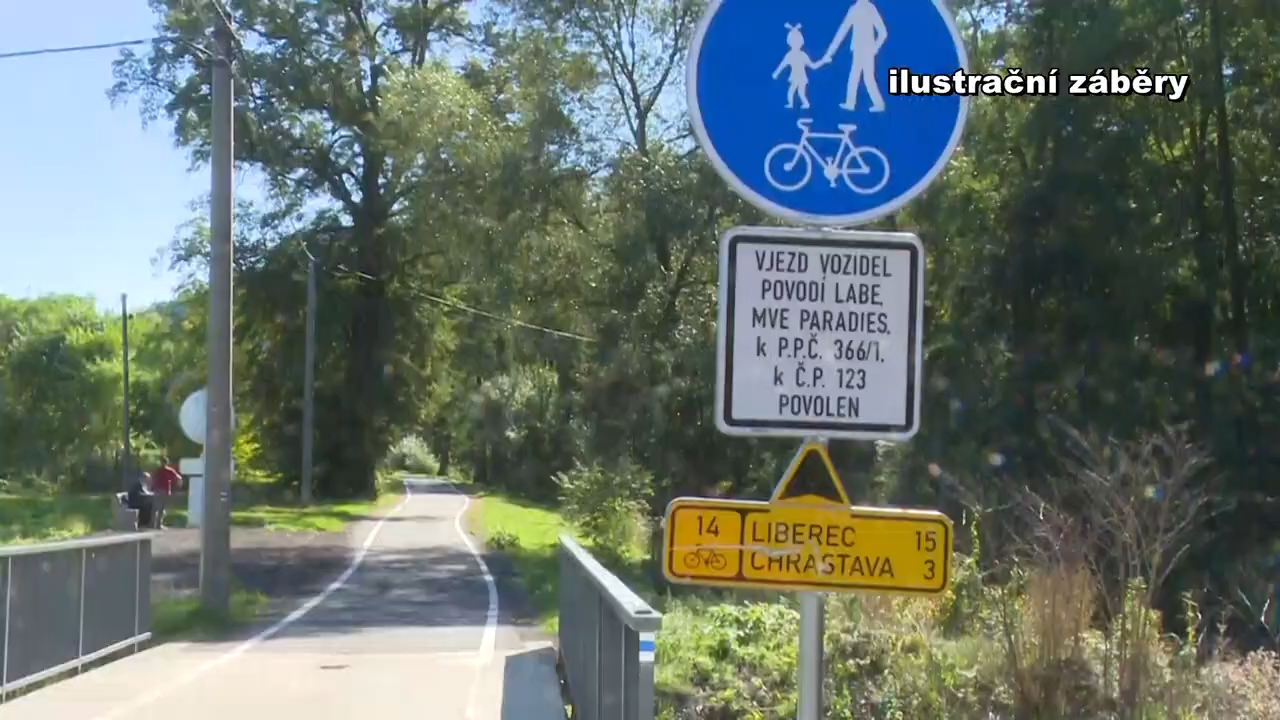 ilustrační záběry
VJEZD VOZIDEL
POVODÍ LABE,
MVE PARADIES,
k P.P.Č. 366/1,
k Č.P. 123
POVOLEN
14 LIBEREC 15
CHRASTAVA 3